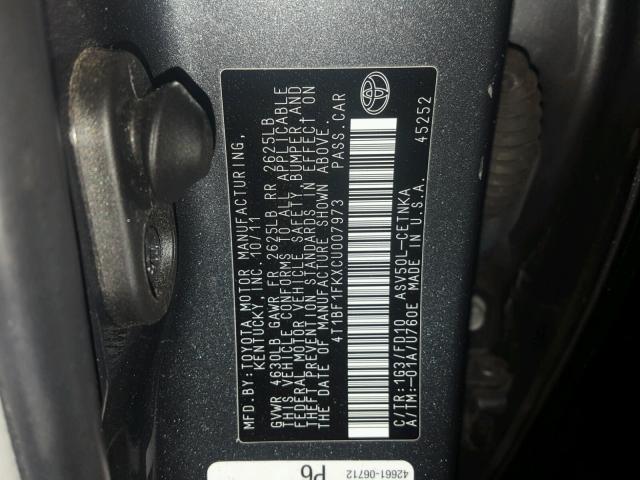 MFD.BY:TOYOTA MOTOR MANUFACTURING,
KENTUCKY, INC. 10/11
GVWR 4630LB GAWR FR 2625LB RR 2625LB
THIS VEHICLE CONFORMS TO ALL APPLICABLE
FEDERAL MOTOR VEHICLE SAFETY, BUMPER AND
THEFT PREVENTION STANDARDS IN EFFECT ON
THE DATE OF MANUFACTURE SHOWN ABOVE.
4T1BF1FKXCU007973 PASS.CAR
C/TR:1G3/FD10 ASV50L-CETNKA 45252
A/TM:-01A/U760E MADE IN U.S.A.
42661-06712
P6